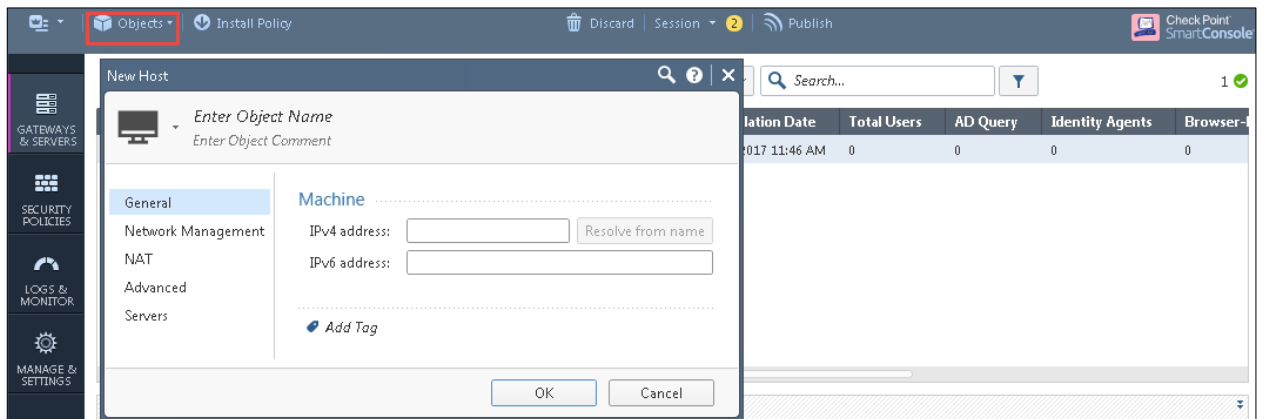 Objects
Install Policy
Discard
Session
2
Publish
Check Point
SmartConsole
GATEWAYS
& SERVERS
SECURITY
POLICIES
LOGS &
MONITOR
MANAGE &
SETTINGS
New Host
Enter Object Name
Enter Object Comment
General
Network Management
NAT
Advanced
Servers
Machine
IPv4 address:
Resolve from name
IPv6 address:
Add Tag
OK
Cancel
Search...
1
lation Date
Total Users
AD Query
Identity Agents
Browser-
2017 11:46 AM
0
0
0
0